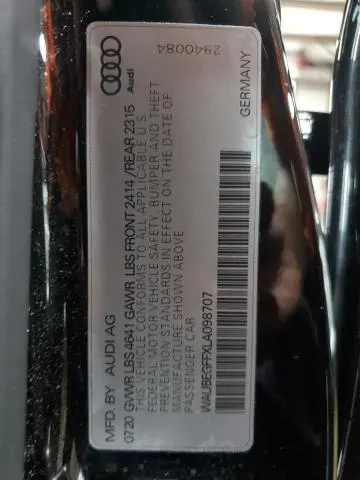 MFD. BY AUDI AG
Audi
2940084
07.20 GVWR LBS 4641 GAWR LBS FRONT 2414 / REAR 2315
THIS VEHICLE CONFORMS TO ALL APPLICABLE U.S.
FEDERAL MOTOR VEHICLE SAFETY, BUMPER AND THEFT
PREVENTION STANDARDS IN EFFECT ON THE DATE OF
MANUFACTURE SHOWN ABOVE
PASSENGER CAR
WAUBEGFFXLA098707
GERMANY